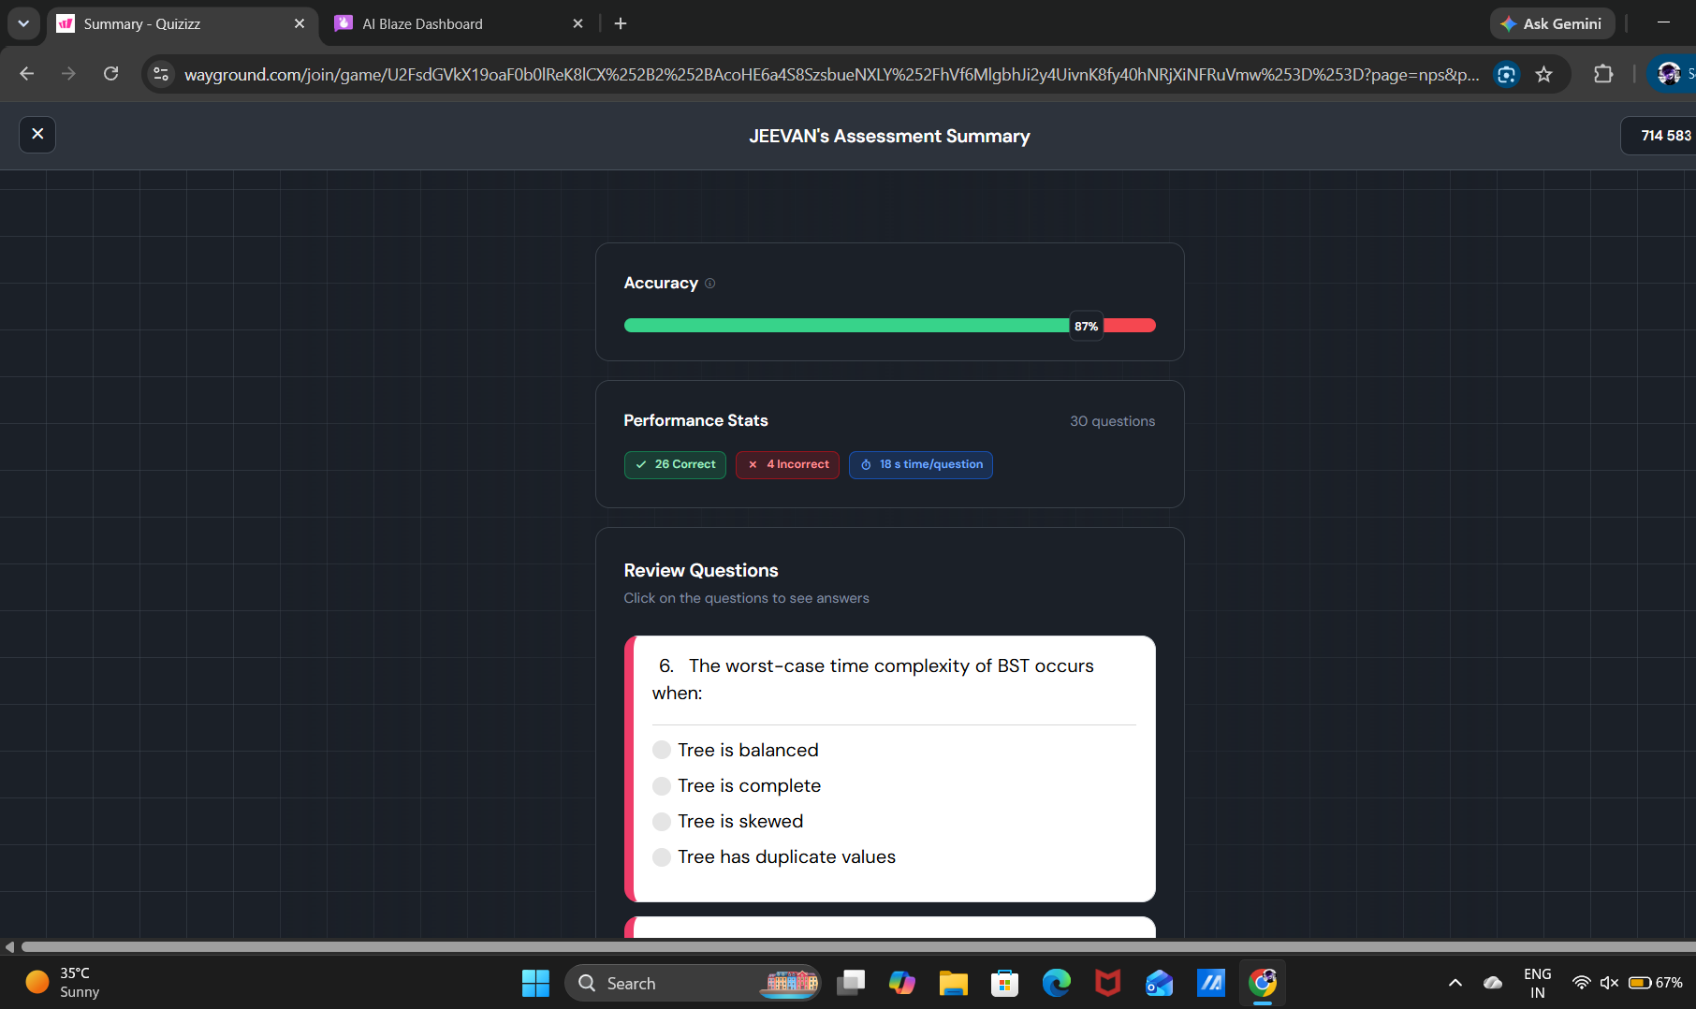 Summary - Quizizz
AI Blaze Dashboard
Ask Gemini
wayground.com/join/game/U2FsdGVkX19oaF0b0lReK8lCX%252B2%252BAcoHE6a4S8SzsbueNXLY%252FhVf6MlgbhJi2y4UivnK8fy40hNRjXiNFRuVmw%253D%253D?page=nps&p...
JEEVAN's Assessment Summary
714 583
Accuracy
87%
Performance Stats
30 questions
26 Correct
4 Incorrect
18 s time/question
Review Questions
Click on the questions to see answers
6. The worst-case time complexity of BST occurs
when:
Tree is balanced
Tree is complete
Tree is skewed
Tree has duplicate values
35°C
Sunny
Search
ENG
IN
67%